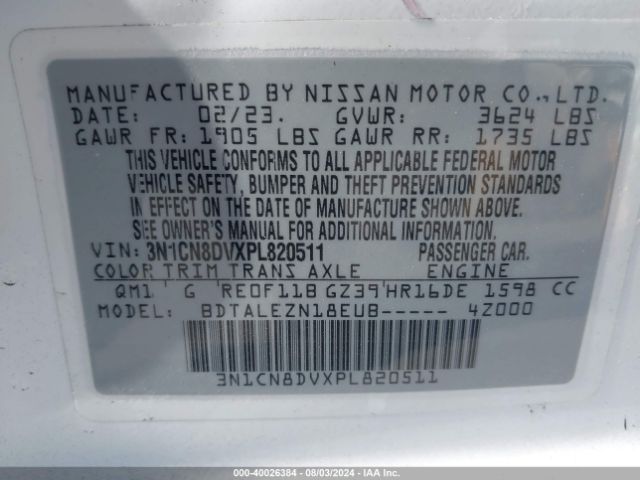 MANUFACTURED BY NISSAN MOTOR CO., LTD.
DATE: 02/23. GVWR: 3624 LBS
GAWR FR: 1905 LBS GAWR RR: 1735 LBS
THIS VEHICLE CONFORMS TO ALL APPLICABLE FEDERAL MOTOR
VEHICLE SAFETY, BUMPER AND THEFT PREVENTION STANDARDS
IN EFFECT ON THE DATE OF MANUFACTURE SHOWN ABOVE.
SEE OWNER'S MANUAL.
VIN: 3N1CN8DVXPL820511 PASSENGER CAR.
COLOR TRIM TRANS AXLE ENGINE
QM1 G RE0F11B GZ39 HR16DE 1598 CC
MODEL BDTALEZN18EUB----- 4Z000
3N1CN8DVXPL820511
000-40026384 - 08/03/2024 - IAA Inc.